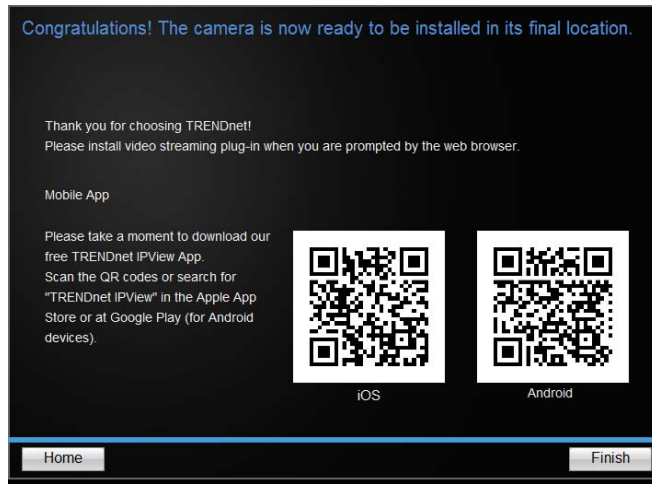 Congratulations! The camera is now ready to be installed in its final location.
Thank you for choosing TRENDnet!
Please install video streaming plug-in when you are prompted by the web browser.
Mobile App
Please take a moment to download our
free TRENDnet IPView App.
Scan the QR codes or search for
"TRENDnet IPView" in the Apple App
Store or at Google Play (for Android
devices).
iOS
Android
Home
Finish